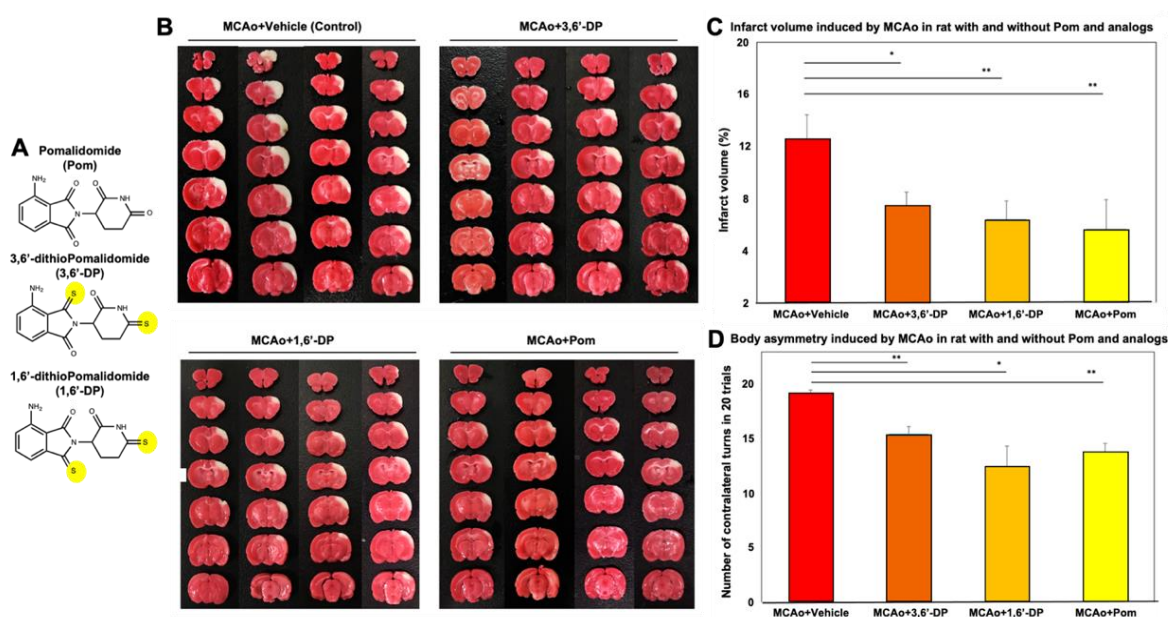 A
Pomalidomide
(Pom)
NH₂
O
O
NH
N
O
O
3,6’-dithioPomalidomide
(3,6’-DP)
NH₂
S
O
NH
N
S
O
1,6’-dithioPomalidomide
(1,6’-DP)
NH₂
O
O
NH
N
S
S
B
MCAo+Vehicle (Control)
MCAo+3,6’-DP
MCAo+1,6’-DP
MCAo+Pom
C Infarct volume induced by MCAo in rat with and without Pom and analogs
Infarct volume (%)
20
16
12
8
4
2
*
**
**
MCAo+Vehicle MCAo+3,6’-DP MCAo+1,6’-DP MCAo+Pom
D Body asymmetry induced by MCAo in rat with and without Pom and analogs
Number of contralateral turns in 20 trials
20
15
10
5
0
**
*
**
MCAo+Vehicle MCAo+3,6’-DP MCAo+1,6’-DP MCAo+Pom